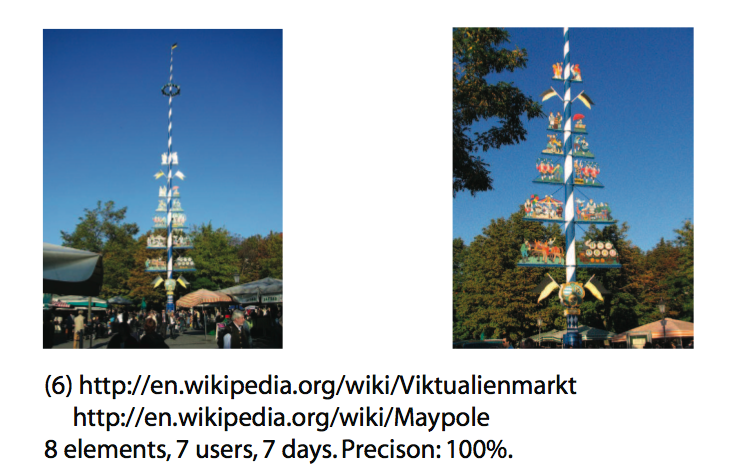 (6) http://en.wikipedia.org/wiki/Viktualienmarkt
http://en.wikipedia.org/wiki/Maypole
8 elements, 7 users, 7 days. Precison: 100%.